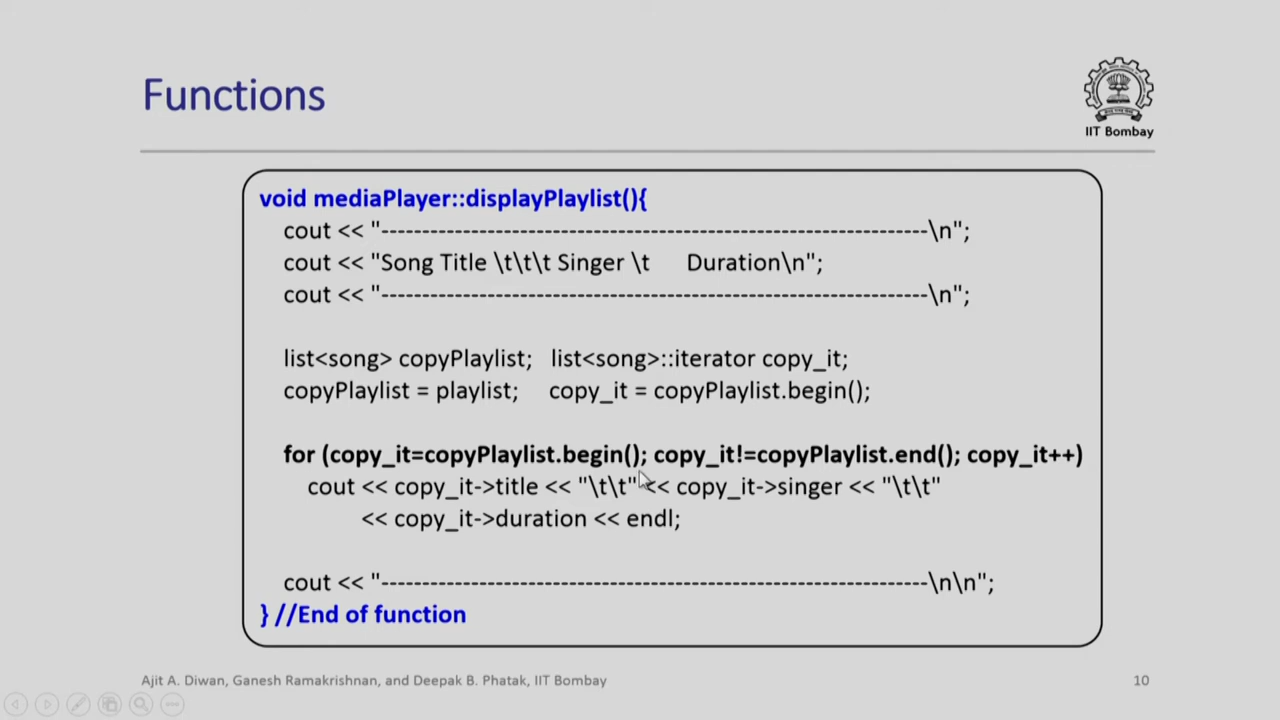 Functions
IIT Bombay
void mediaPlayer::displayPlaylist(){
cout << "-------------------------------------------------------------------\n";
cout << "Song Title \t\t\t Singer \t Duration\n";
cout << "-------------------------------------------------------------------\n";
list<song> copyPlaylist; list<song>::iterator copy_it;
copyPlaylist = playlist; copy_it = copyPlaylist.begin();
for (copy_it=copyPlaylist.begin(); copy_it!=copyPlaylist.end(); copy_it++)
cout << copy_it->title << "\t\t" << copy_it->singer << "\t\t"
<< copy_it->duration << endl;
cout << "-------------------------------------------------------------------\n\n";
} //End of function
Ajit A. Diwan, Ganesh Ramakrishnan, and Deepak B. Phatak, IIT Bombay
10